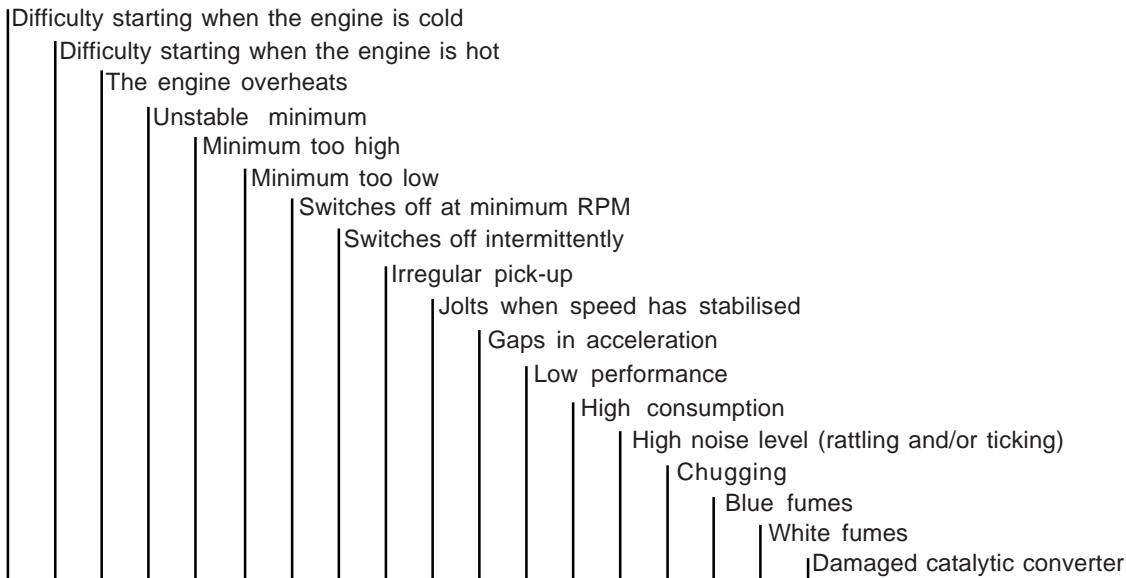 Difficulty starting when the engine is cold
Difficulty starting when the engine is hot
The engine overheats
Unstable minimum
Minimum too high
Minimum too low
Switches off at minimum RPM
Switches off intermittently
Irregular pick-up
Jolts when speed has stabilised
Gaps in acceleration
Low performance
High consumption
High noise level (rattling and/or ticking)
Chugging
Blue fumes
White fumes
Damaged catalytic converter